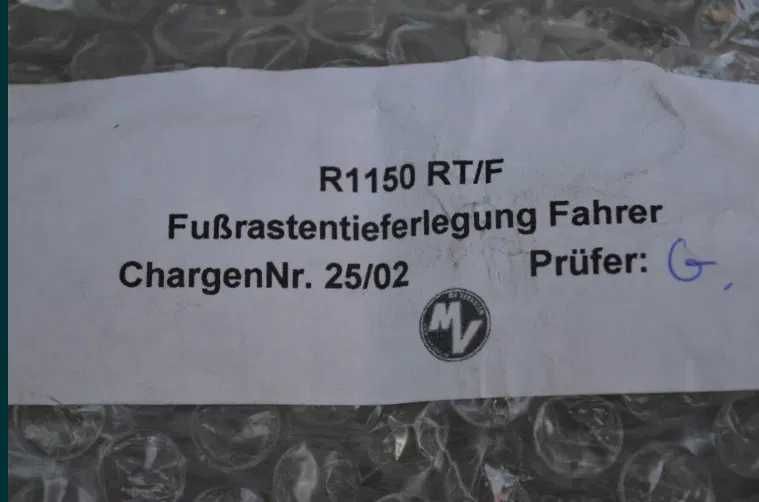 R1150 RT/F
Fußrastentieferlegung Fahrer
ChargenNr. 25/02 Prüfer: G
MV